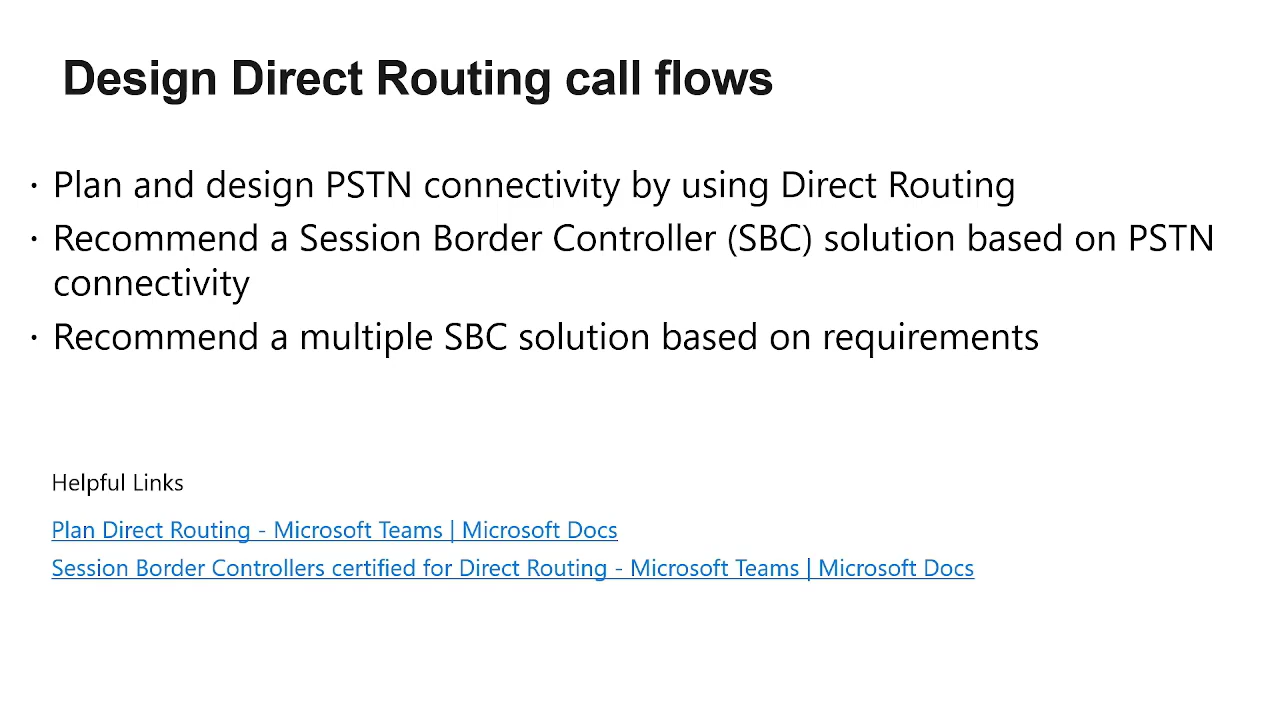 Design Direct Routing call flows
· Plan and design PSTN connectivity by using Direct Routing
· Recommend a Session Border Controller (SBC) solution based on PSTN
connectivity
· Recommend a multiple SBC solution based on requirements
Helpful Links
Plan Direct Routing - Microsoft Teams | Microsoft Docs
Session Border Controllers certified for Direct Routing - Microsoft Teams | Microsoft Docs